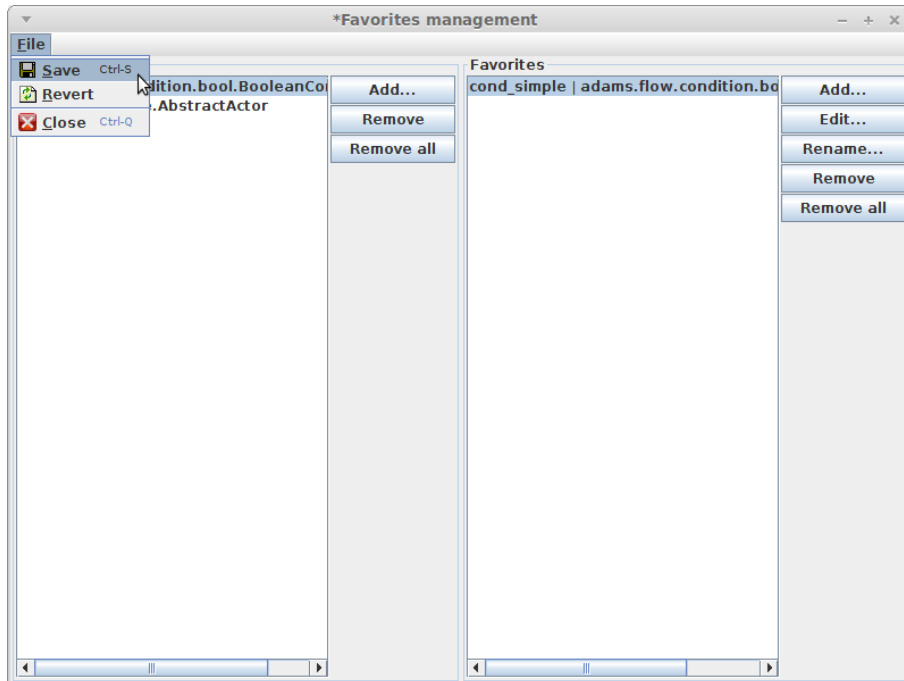 *Favorites management
File
Save Ctrl-S
Revert
Close Ctrl-Q
dition.bool.BooleanCo
.AbstractActor
Add...
Remove
Remove all
Favorites
cond_simple | adams.flow.condition.bo
Add...
Edit...
Rename...
Remove
Remove all